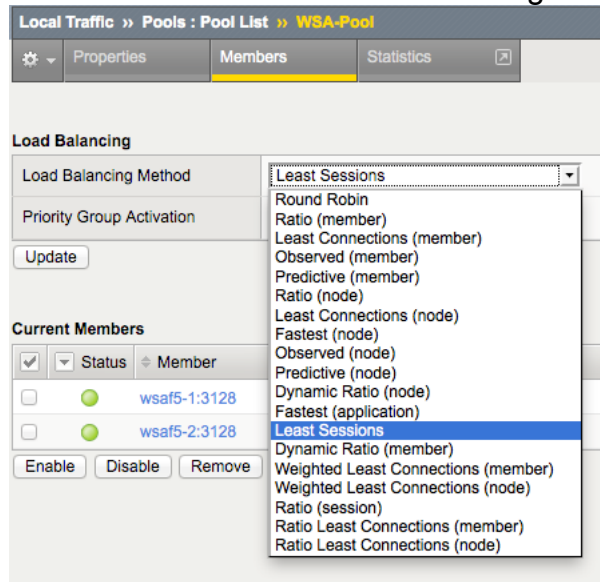 Local Traffic ›› Pools : Pool List ›› WSA-Pool
Properties Members Statistics
Load Balancing
Load Balancing Method Least Sessions
Priority Group Activation
Round Robin
Ratio (member)
Least Connections (member)
Observed (member)
Predictive (member)
Ratio (node)
Least Connections (node)
Fastest (node)
Observed (node)
Predictive (node)
Dynamic Ratio (node)
Fastest (application)
Least Sessions
Dynamic Ratio (member)
Weighted Least Connections (member)
Weighted Least Connections (node)
Ratio (session)
Ratio Least Connections (member)
Ratio Least Connections (node)
Update
Current Members
Status Member
wsaf5-1:3128
wsaf5-2:3128
Enable Disable Remove